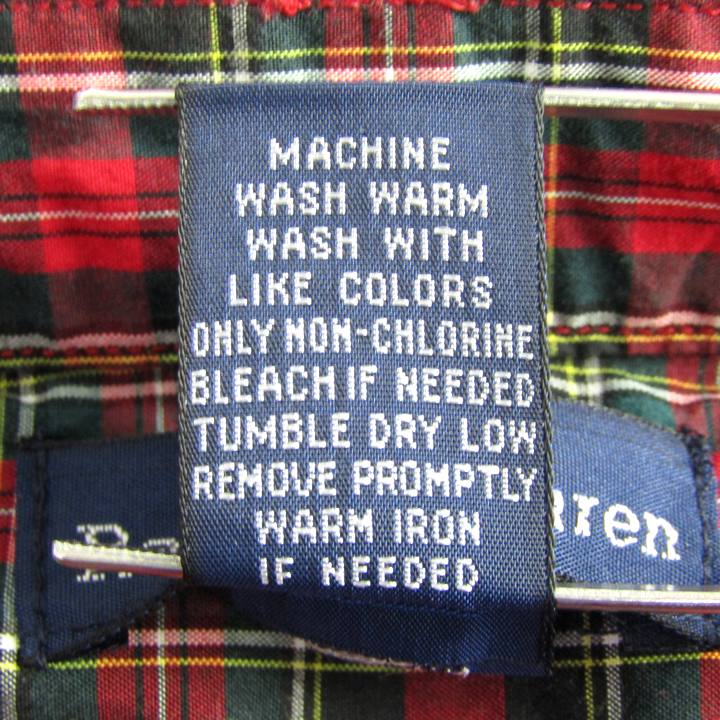 MACHINE
WASH WARM
WASH WITH
LIKE COLORS
ONLY NON-CHLORINE
BLEACH IF NEEDED
TUMBLE DRY LOW
REMOVE PROMPTLY
WARM IRON
IF NEEDED